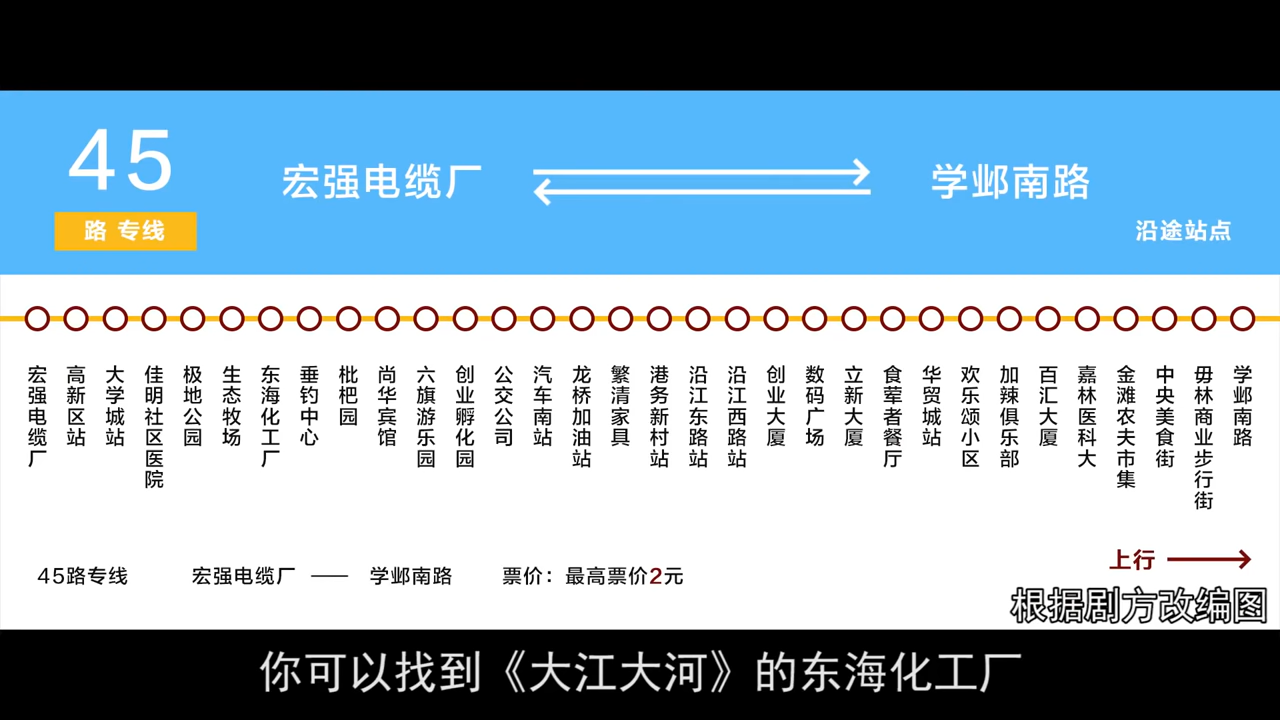 45
路 专线
宏强电缆厂
学邺南路
沿途站点
宏强电缆厂
高新区站
大学城站
佳明社区医院
极地公园
生态牧场
东海化工厂
垂钓中心
枇杷园
尚华宾馆
六旗游乐园
创业孵化园
公交公司
汽车南站
龙桥加油站
繁清家具
港务新村站
沿江东路站
沿江西路站
创业大厦
数码广场
立新大厦
食荤者餐厅
华贸城站
欢乐颂小区
加辣俱乐部
百汇大厦
嘉林医科大
金滩农夫市集
中央美食街
毋林商业步行街
学邺南路
上行
45路专线 宏强电缆厂 —— 学邺南路 票价：最高票价2元
根据剧方改编图
你可以找到《大江大河》的东海化工厂